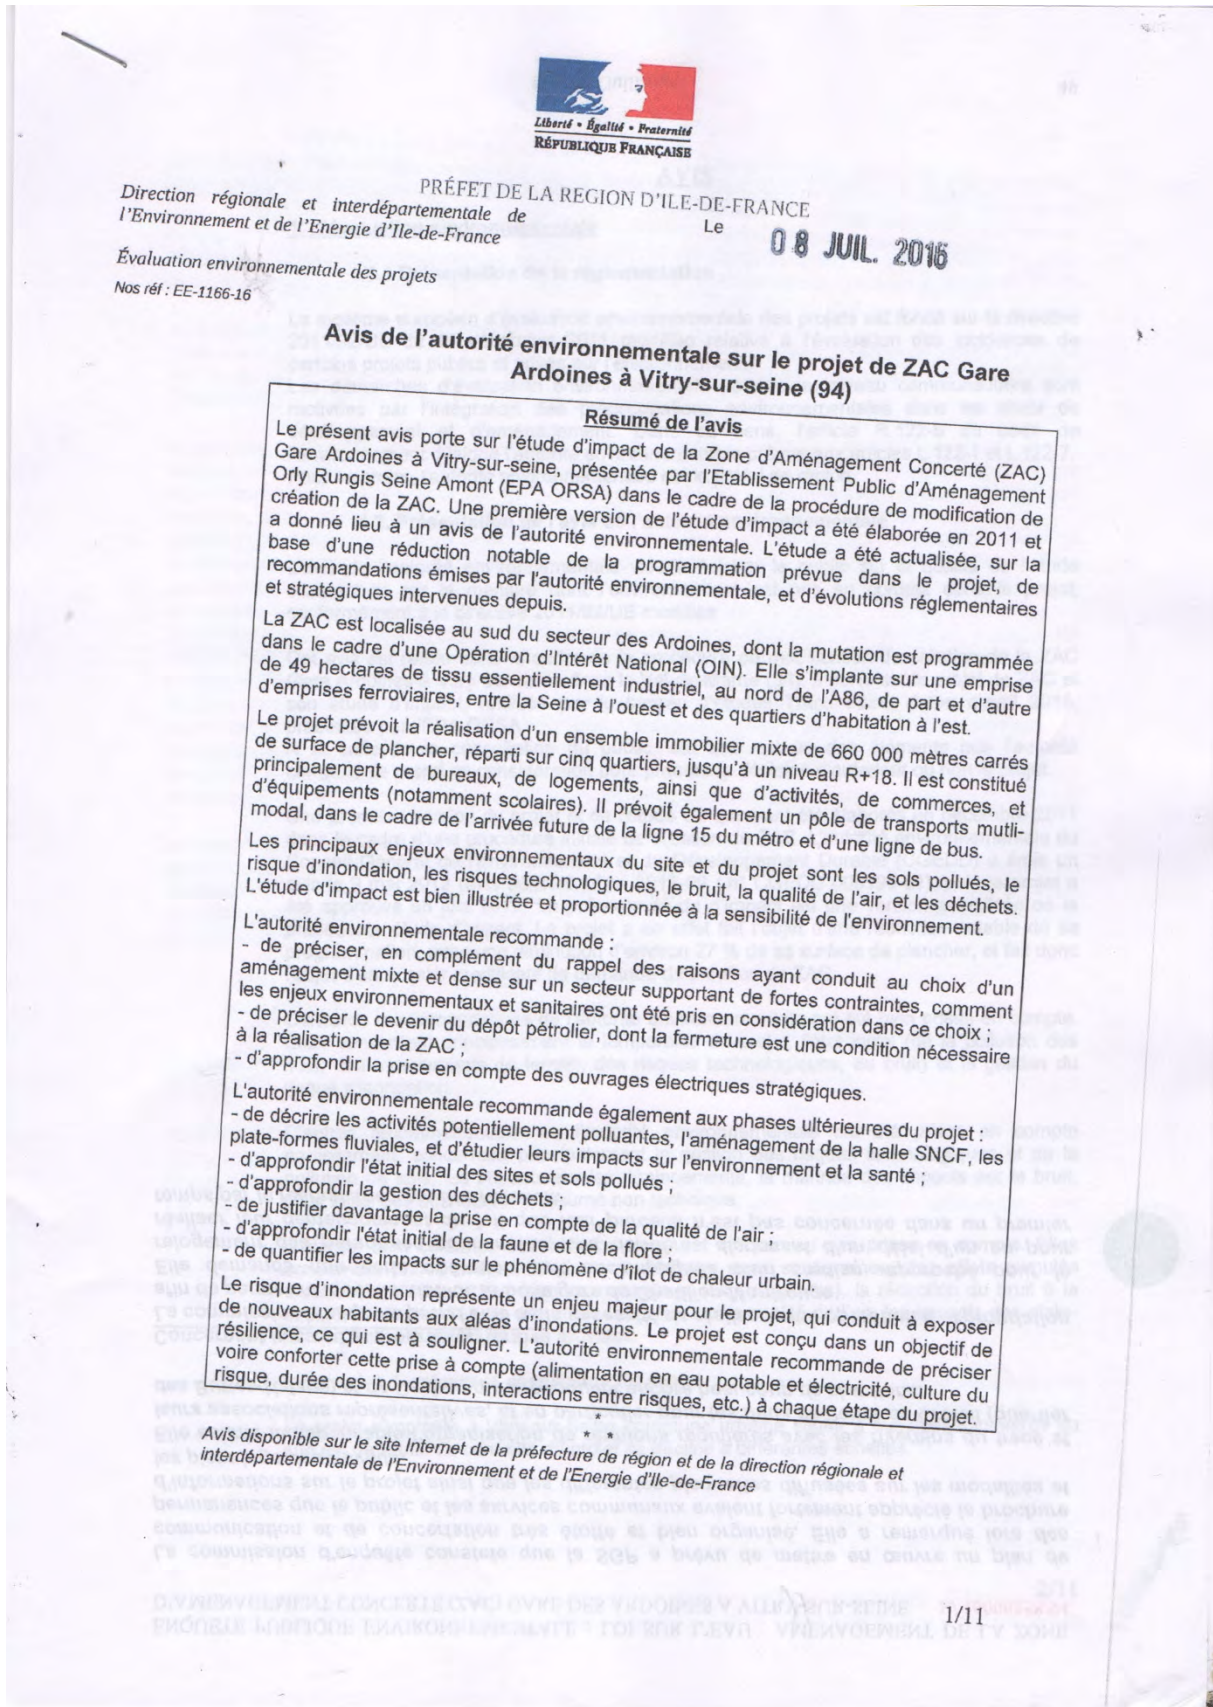 Liberté • Égalité • Fraternité
RÉPUBLIQUE FRANÇAISE
PRÉFET DE LA REGION D'ILE-DE-FRANCE
Direction régionale et interdépartementale de
l'Environnement et de l'Energie d'Ile-de-France
Le
08 JUIL. 2016
Évaluation environnementale des projets
Nos réf : EE-1166-16
Avis de l'autorité environnementale sur le projet de ZAC Gare
Ardoines à Vitry-sur-seine (94)
Résumé de l'avis
Le présent avis porte sur l'étude d'impact de la Zone d'Aménagement Concerté (ZAC)
Gare Ardoines à Vitry-sur-seine, présentée par l'Etablissement Public d'Aménagement
Orly Rungis Seine Amont (EPA ORSA) dans le cadre de la procédure de modification de
création de la ZAC. Une première version de l'étude d'impact a été élaborée en 2011 et
a donné lieu à un avis de l'autorité environnementale. L'étude a été actualisée, sur la
base d'une réduction notable de la programmation prévue dans le projet, de
recommandations émises par l'autorité environnementale, et d'évolutions réglementaires
et stratégiques intervenues depuis.
La ZAC est localisée au sud du secteur des Ardoines, dont la mutation est programmée
dans le cadre d'une Opération d'Intérêt National (OIN). Elle s'implante sur une emprise
de 49 hectares de tissu essentiellement industriel, au nord de l'A86, de part et d'autre
d'emprises ferroviaires, entre la Seine à l'ouest et des quartiers d'habitation à l'est.
Le projet prévoit la réalisation d'un ensemble immobilier mixte de 660 000 mètres carrés
de surface de plancher, réparti sur cinq quartiers, jusqu'à un niveau R+18. Il est constitué
principalement de bureaux, de logements, ainsi que d'activités, de commerces, et
d'équipements (notamment scolaires). Il prévoit également un pôle de transports mutli-
modal, dans le cadre de l'arrivée future de la ligne 15 du métro et d'une ligne de bus.
Les principaux enjeux environnementaux du site et du projet sont les sols pollués, le
risque d'inondation, les risques technologiques, le bruit, la qualité de l'air, et les déchets.
L'étude d'impact est bien illustrée et proportionnée à la sensibilité de l'environnement.
L'autorité environnementale recommande :
- de préciser, en complément du rappel des raisons ayant conduit au choix d'un
aménagement mixte et dense sur un secteur supportant de fortes contraintes, comment
les enjeux environnementaux et sanitaires ont été pris en considération dans ce choix ;
- de préciser le devenir du dépôt pétrolier, dont la fermeture est une condition nécessaire
à la réalisation de la ZAC ;
- d'approfondir la prise en compte des ouvrages électriques stratégiques.
L'autorité environnementale recommande également aux phases ultérieures du projet :
- de décrire les activités potentiellement polluantes, l'aménagement de la halle SNCF, les
plate-formes fluviales, et d'étudier leurs impacts sur l'environnement et la santé ;
- d'approfondir l'état initial des sites et sols pollués ;
- d'approfondir la gestion des déchets ;
- de justifier davantage la prise en compte de la qualité de l'air ;
- d'approfondir l'état initial de la faune et de la flore ;
- de quantifier les impacts sur le phénomène d'ilot de chaleur urbain.
Le risque d'inondation représente un enjeu majeur pour le projet, qui conduit à exposer
de nouveaux habitants aux aléas d'inondations. Le projet est conçu dans un objectif de
résilience, ce qui est à souligner. L'autorité environnementale recommande de préciser
voire conforter cette prise à compte (alimentation en eau potable et électricité, culture du
risque, durée des inondations, interactions entre risques, etc.) à chaque étape du projet.
*
* *
Avis disponible sur le site Internet de la préfecture de région et de la direction régionale et
interdépartementale de l'Environnement et de l'Energie d'Ile-de-France
1/11